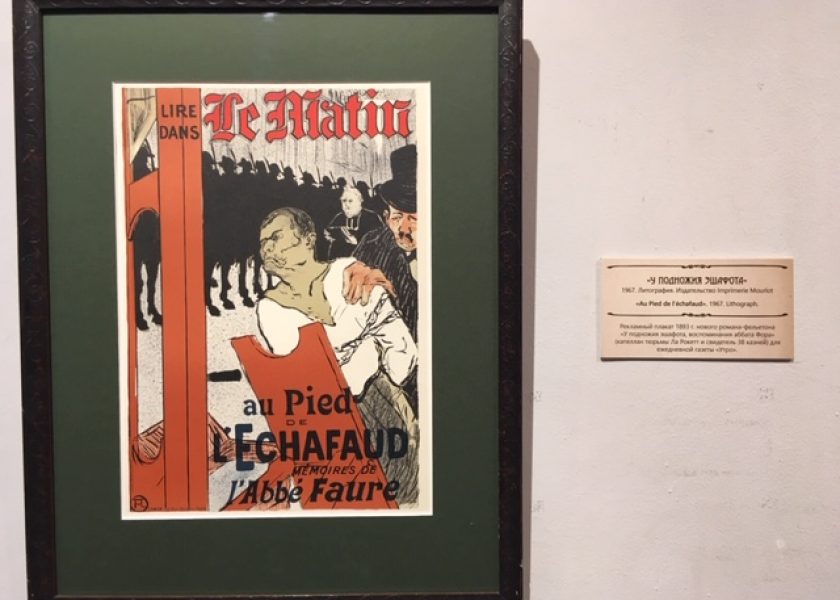 LIRE
DANS
Le Matin
au Pied
DE
L'ECHAFAUD
MÉMOIRES DE
l'Abbé Faure
«У ПОДНОЖИЯ ЭШАФОТА»
1967. Литография. Издательство Imprimerie Mourlot
«Au Pied de l'échafaud». 1967. Lithograph.
Рекламный плакат 1893 г. нового романа-фельетона
«У подножия эшафота, воспоминания аббата Фора»
(капеллан тюрьмы Ла Рокетт и свидетель 38 казней) для
ежедневной газеты «Утро».